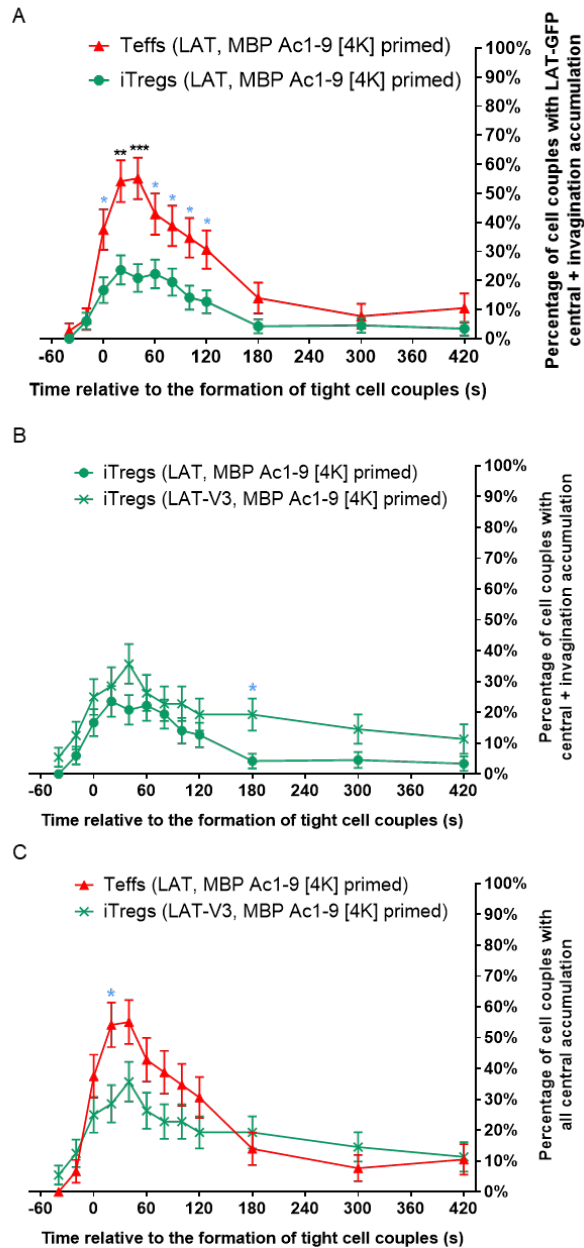 A
Teffs (LAT, MBP Ac1-9 [4K] primed)
iTregs (LAT, MBP Ac1-9 [4K] primed)
*
**
***
*
*
*
*
100%
90%
80%
70%
60%
50%
40%
30%
20%
10%
0%
Percentage of cell couples with LAT-GFP
central + invagination accumulation
-60 0 60 120 180 240 300 360 420
Time relative to the formation of tight cell couples (s)
B
iTregs (LAT, MBP Ac1-9 [4K] primed)
iTregs (LAT-V3, MBP Ac1-9 [4K] primed)
*
100%
90%
80%
70%
60%
50%
40%
30%
20%
10%
0%
Percentage of cell couples with
central + invagination accumulation
-60 0 60 120 180 240 300 360 420
Time relative to the formation of tight cell couples (s)
C
Teffs (LAT, MBP Ac1-9 [4K] primed)
iTregs (LAT-V3, MBP Ac1-9 [4K] primed)
*
100%
90%
80%
70%
60%
50%
40%
30%
20%
10%
0%
Percentage of cell couples with
all central accumulation
-60 0 60 120 180 240 300 360 420
Time relative to the formation of tight cell couples (s)